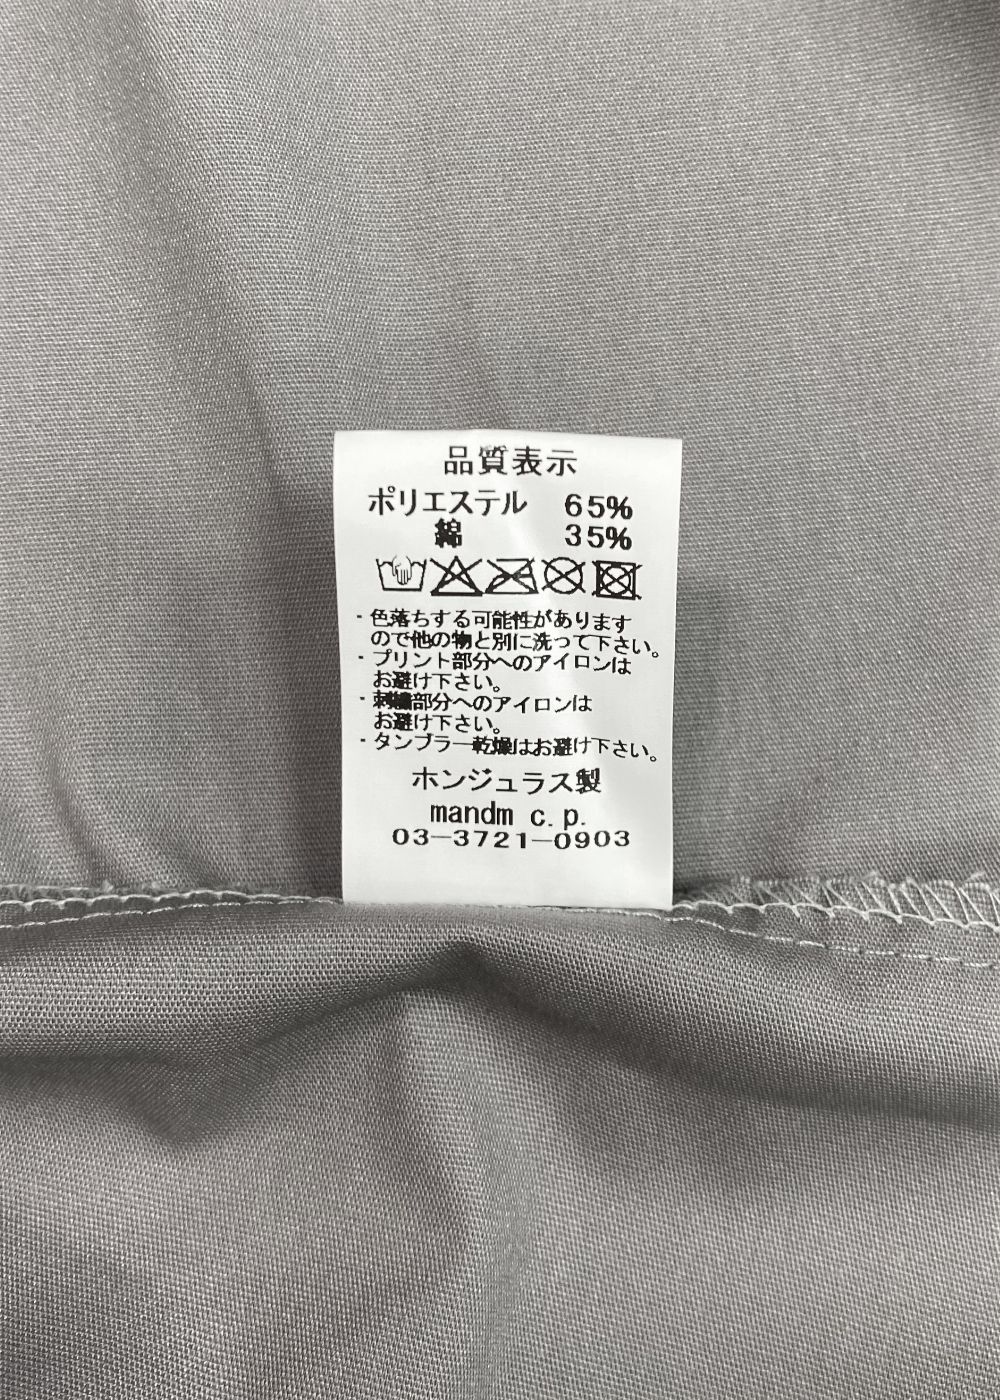 品質表示
ポリエステル 65%
綿 35%
・色落ちする可能性があります
ので他の物と別に洗って下さい。
・プリント部分へのアイロンは
お避け下さい。
・刺繍部分へのアイロンは
お避け下さい。
・タンブラー乾燥はお避け下さい。
ホンジュラス製
mandm c.p.
03-3721-0903